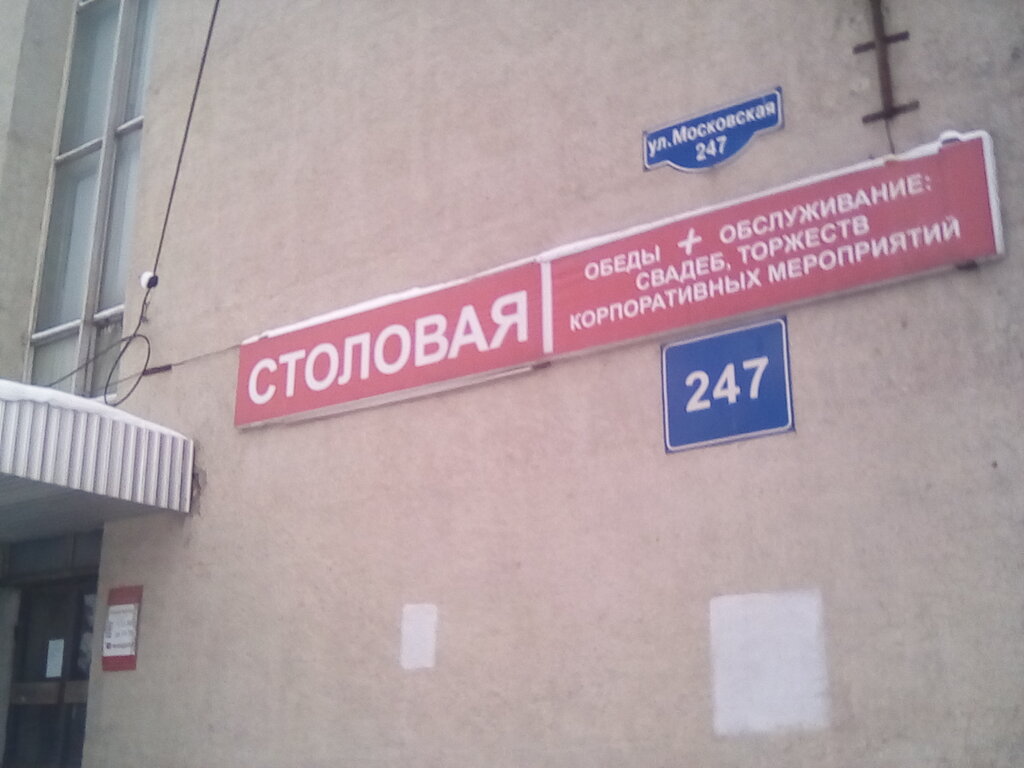 ул.Московская
247
СТОЛОВАЯ
ОБЕДЫ + ОБСЛУЖИВАНИЕ:
СВАДЕБ, ТОРЖЕСТВ
КОРПОРАТИВНЫХ МЕРОПРИЯТИЙ
247